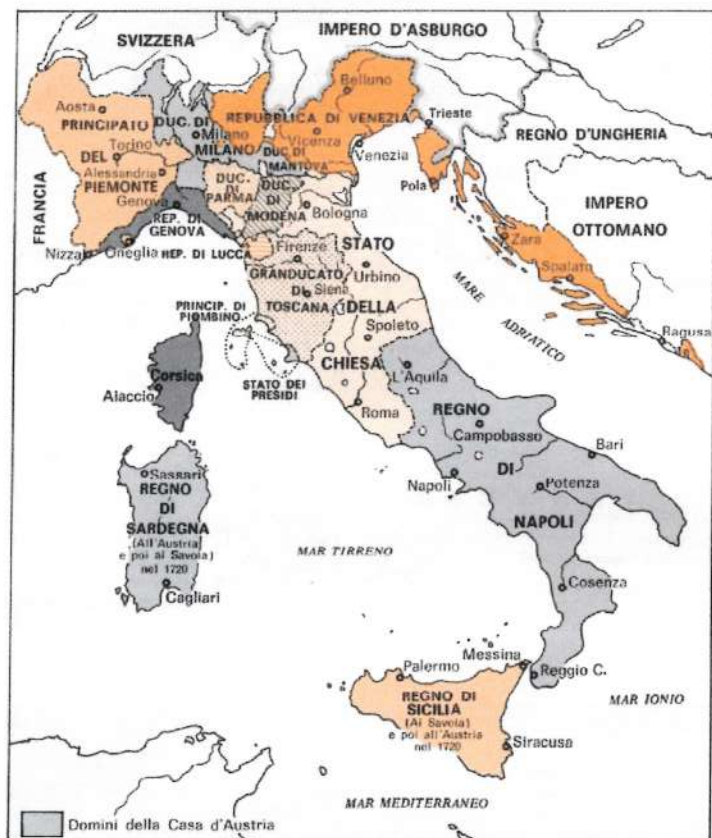 SVIZZERA
IMPERO D'ASBURGO
Belluno
Aosta
PRINCIPATO
DUC. DI
Milano
MILANO
REPUBBLICA DI VENEZIA
Vicenza
Trieste
REGNO D'UNGHERIA
Torino
DEL
DUC. DI
MANTOVA
Venezia
Alessandria
PIEMONTE
DUC.
DI
PARMA
DUC.
DI
MODENA
Pola
IMPERO
OTTOMANO
FRANCIA
Genova
REP. DI
GENOVA
Bologna
Nizza
Oneglia
REP. DI LUCCA
Firenze
STATO
Zara
GRANDUCATO
DI
TOSCANA
Urbino
Siena
DELLA
Spalato
MARE
ADRIATICO
PRINCIP. DI
PIOMBINO
Spoleto
Ragusa
Corsica
STATO DEI
PRESIDI
CHIESA
L'Aquila
Aiaccio
Roma
REGNO
Campobasso
Bari
Sassari
Napoli
DI
Potenza
REGNO
DI
SARDEGNA
(All'Austria
e poi ai Savoia)
nel 1720
NAPOLI
MAR TIRRENO
Cagliari
Cosenza
Messina
Palermo
Reggio C.
REGNO DI
SICILIA
(Ai Savoia)
e poi all'Austria
nel 1720
MAR IONIO
Siracusa
MAR MEDITERRANEO
Domini della Casa d'Austria